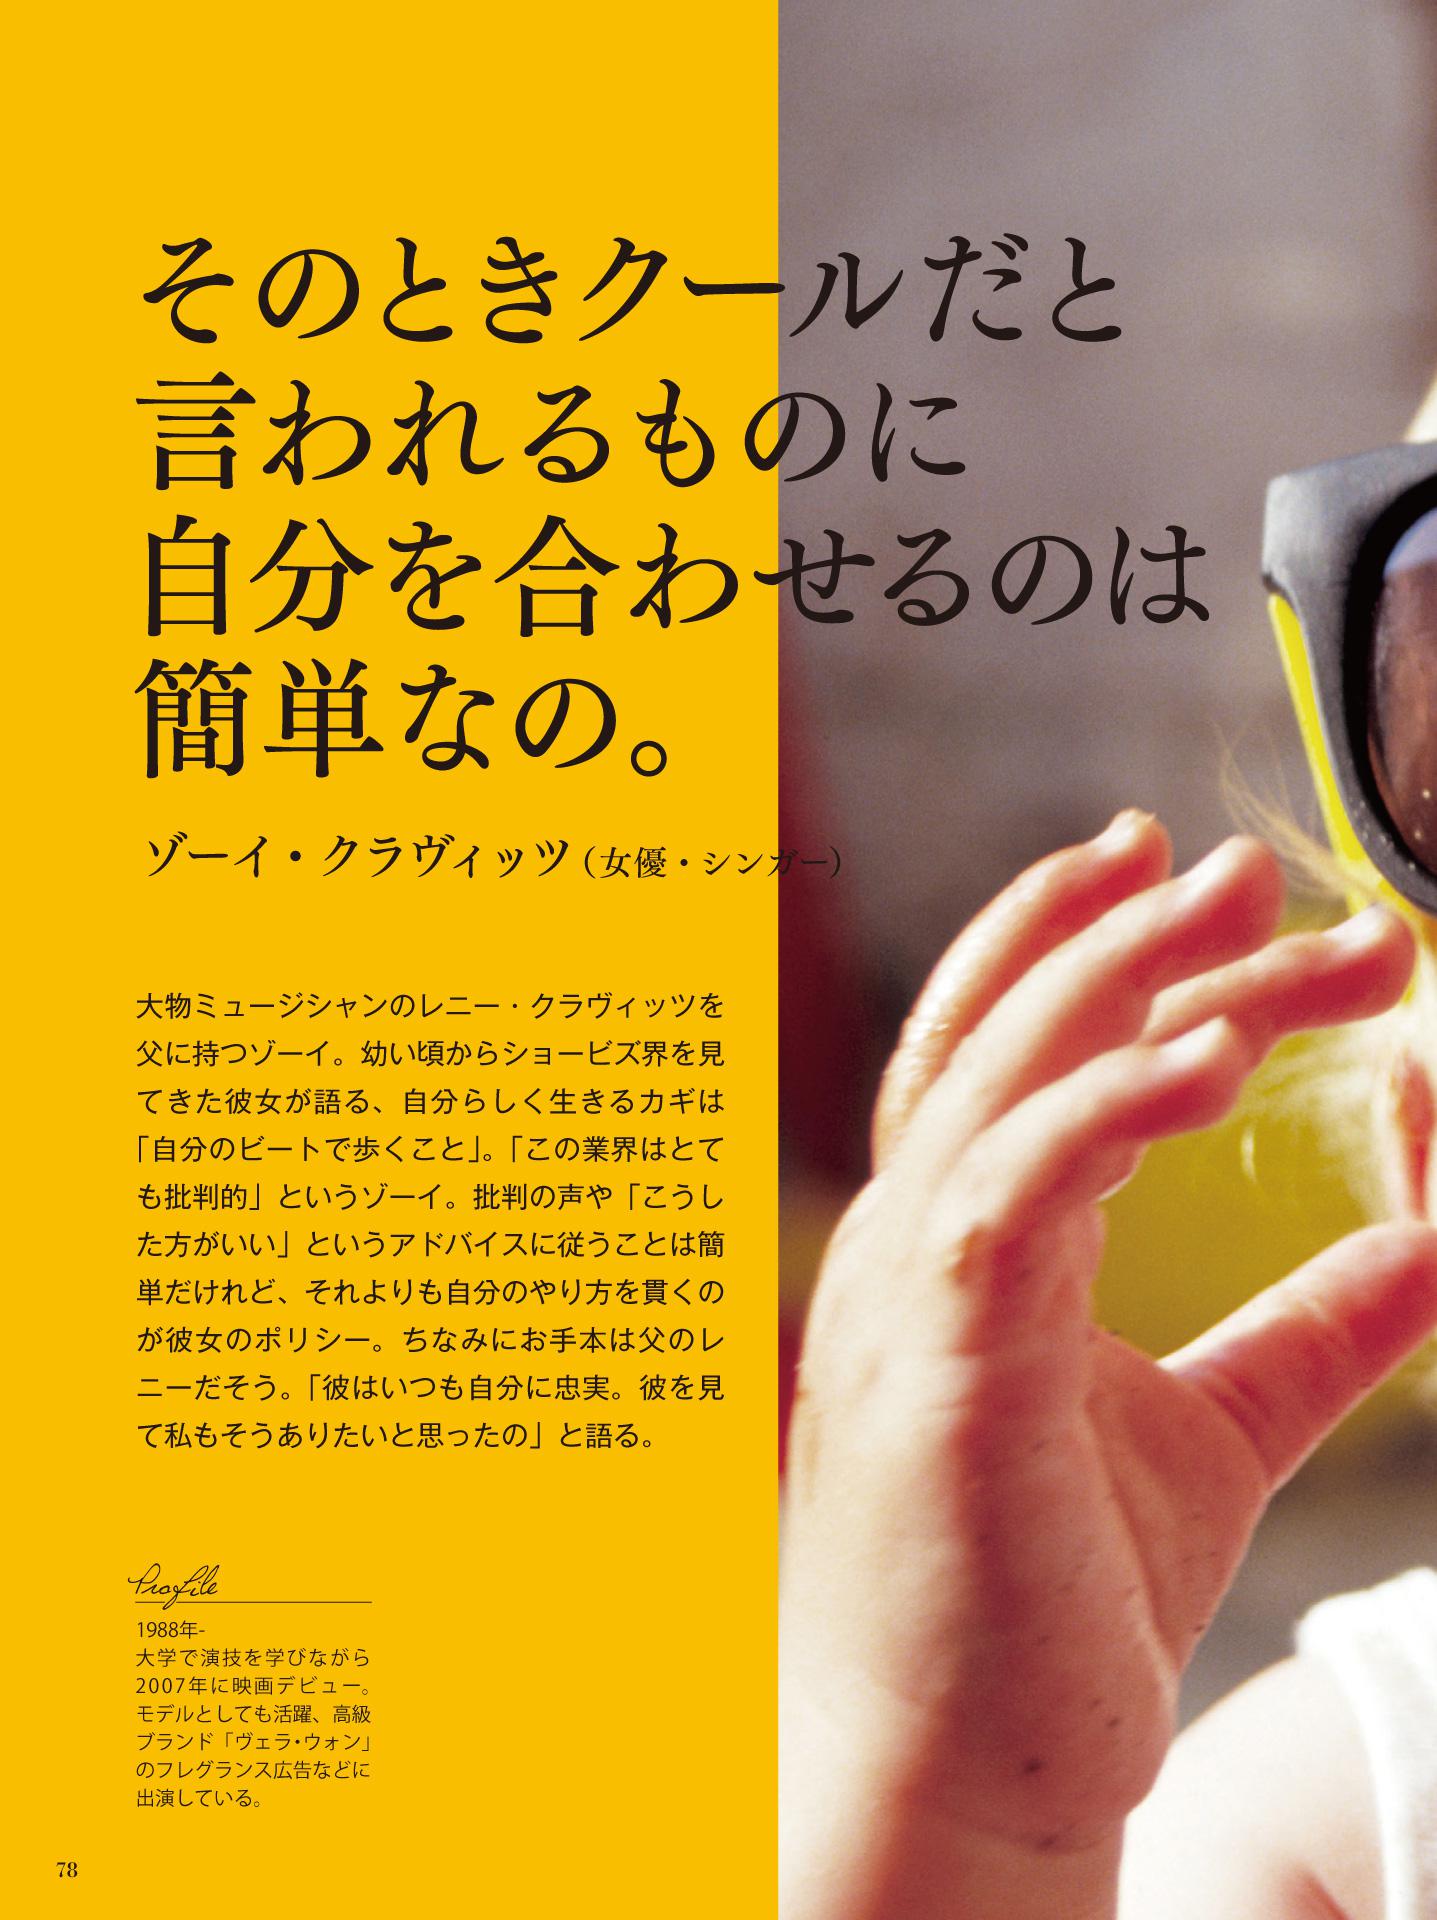 そのときクールだと
言われるものに
自分を合わせるのは
簡単なの。
ゾーイ・クラヴィッツ（女優・シンガー）
大物ミュージシャンのレニー・クラヴィッツを
父に持つゾーイ。幼い頃からショービズ界を見
てきた彼女が語る、自分らしく生きるカギは
「自分のビートで歩くこと」。「この業界はとて
も批判的」というゾーイ。批判の声や「こうし
た方がいい」というアドバイスに従うことは簡
単だけれど、それよりも自分のやり方を貫くの
が彼女のポリシー。ちなみにお手本は父のレ
ニーだそう。「彼はいつも自分に忠実。彼を見
て私もそうありたいと思ったの」と語る。
Profile
1988年-
大学で演技を学びながら
2007年に映画デビュー。
モデルとしても活躍、高級
ブランド「ヴェラ・ウォン」
のフレグランス広告などに
出演している。
78